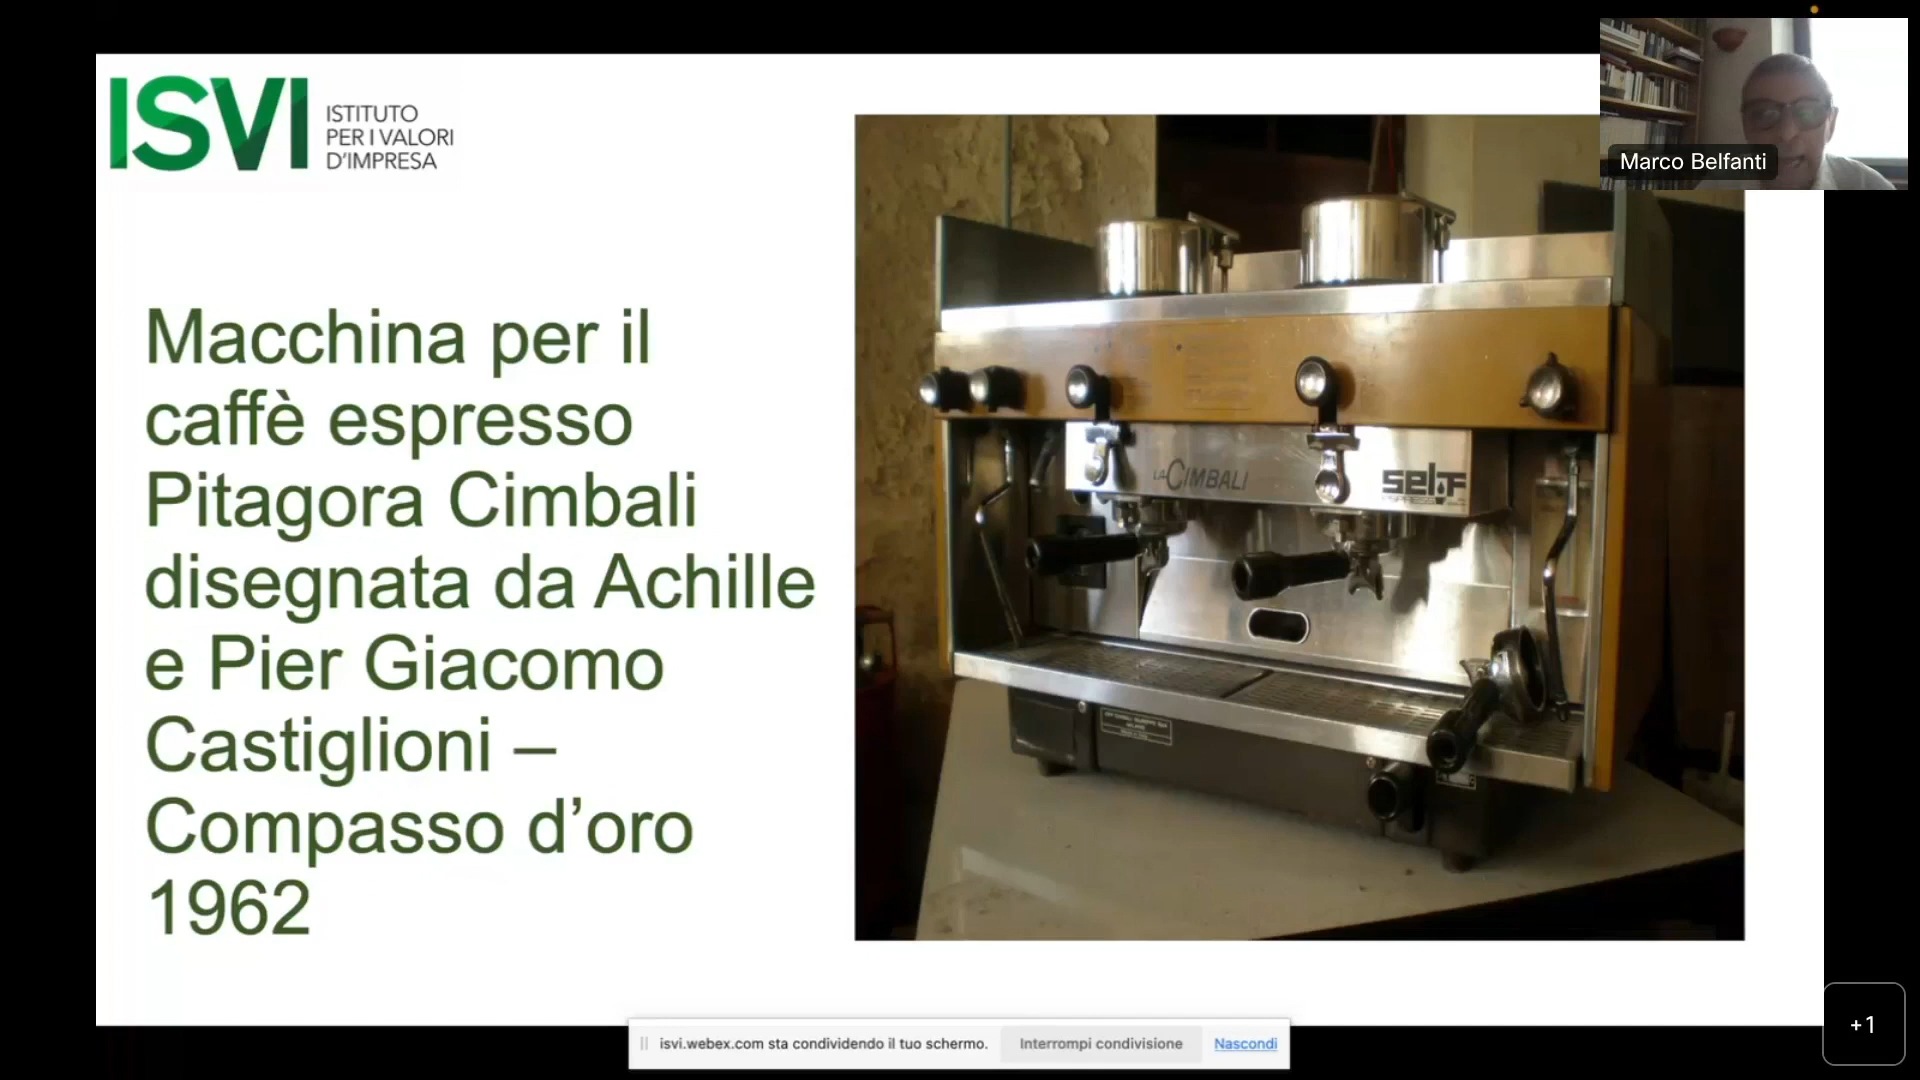 ISVI
ISTITUTO
PER I VALORI
D'IMPRESA
Macchina per il
caffè espresso
Pitagora Cimbali
disegnata da Achille
e Pier Giacomo
Castiglioni –
Compasso d’oro
1962
LA CIMBALI
self
Marco Belfanti
isvi.webex.com sta condividendo il tuo schermo.
Interrompi condivisione
Nascondi
+1